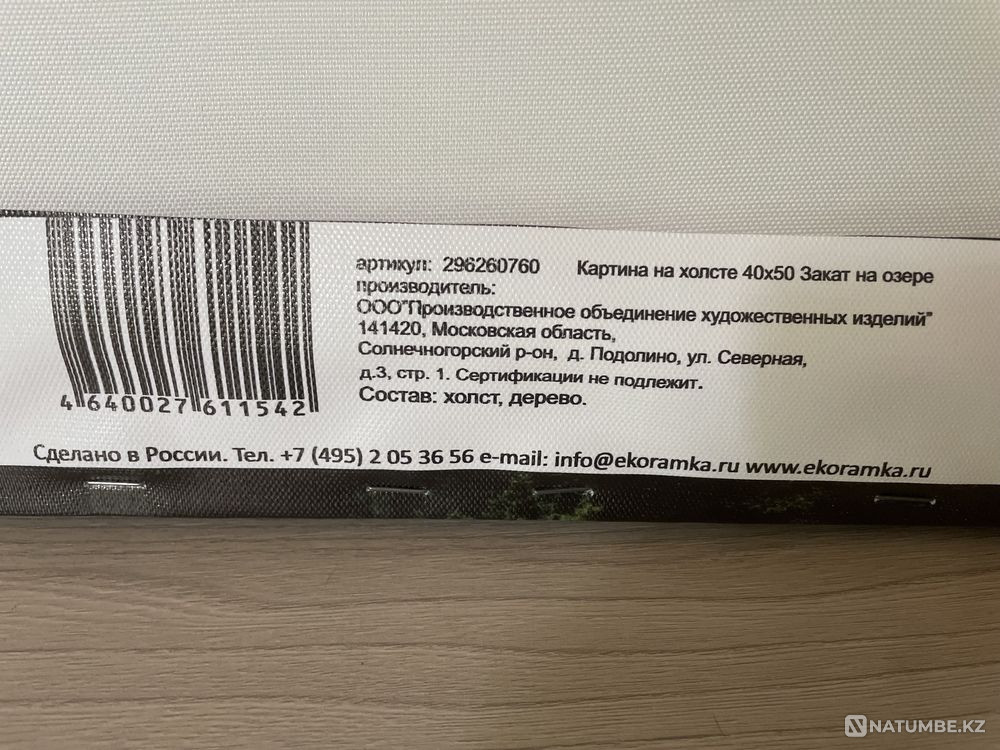 артикул: 296260760 Картина на холсте 40х50 Закат на озере
производитель:
ООО"Производственное объединение художественных изделий"
141420, Московская область,
Солнечногорский р-он, д. Подолино, ул. Северная,
д.3, стр. 1. Сертификации не подлежит.
Состав: холст, дерево.
4 640027 611542
Сделано в России. Тел. +7 (495) 2 05 36 56 e-mail: info@ekoramka.ru www.ekoramka.ru
NATUMBE.KZ